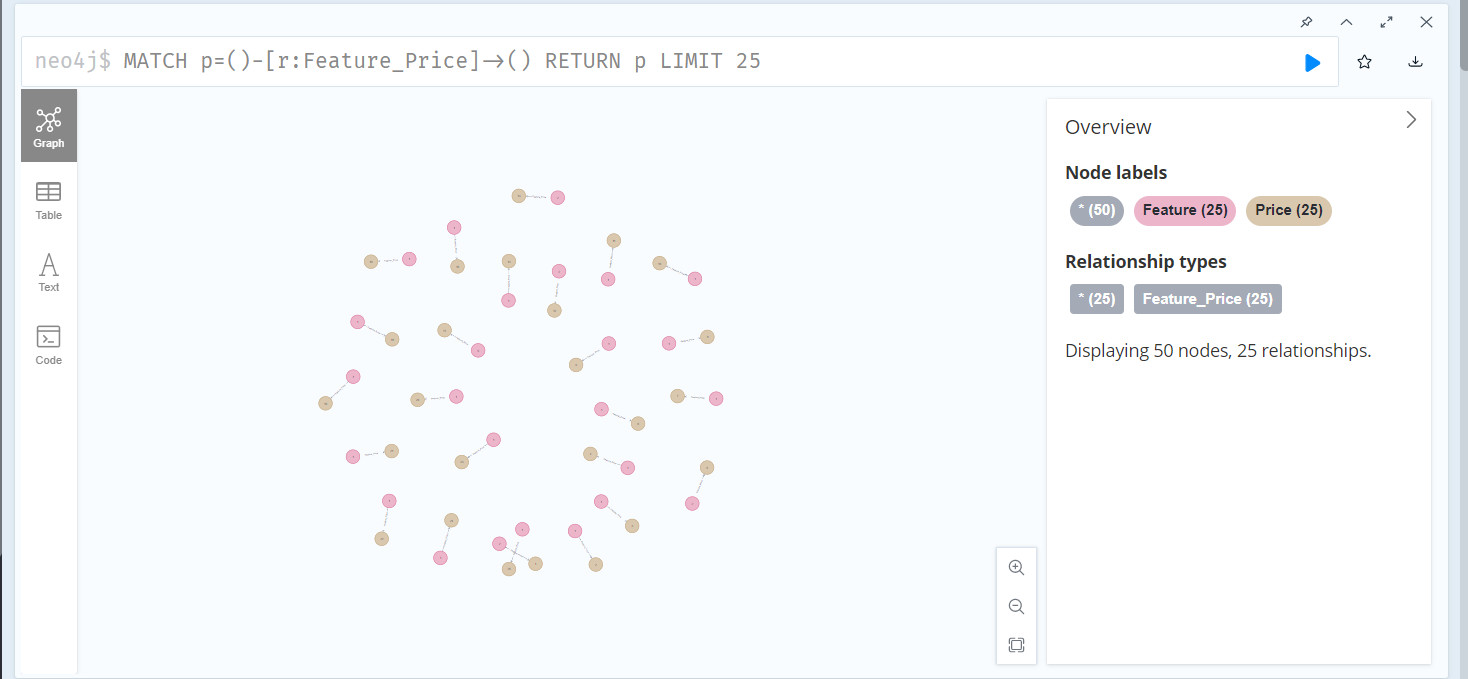 neo4j$ MATCH p=()-[r:Feature_Price]->() RETURN p LIMIT 25
Graph
Table
Text
Code
Overview
Node labels
* (50) Feature (25) Price (25)
Relationship types
* (25) Feature_Price (25)
Displaying 50 nodes, 25 relationships.